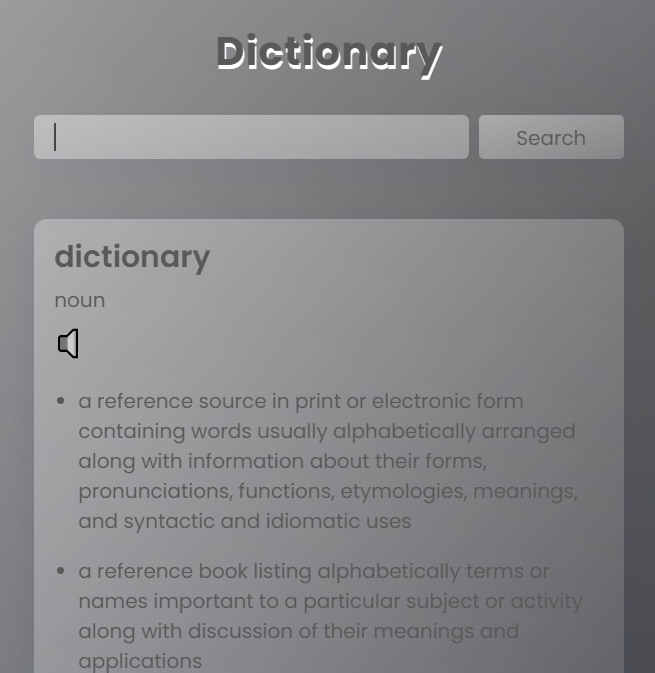 Dictionary
Search
dictionary
noun
a reference source in print or electronic form
containing words usually alphabetically arranged
along with information about their forms,
pronunciations, functions, etymologies, meanings,
and syntactic and idiomatic uses
a reference book listing alphabetically terms or
names important to a particular subject or activity
along with discussion of their meanings and
applications